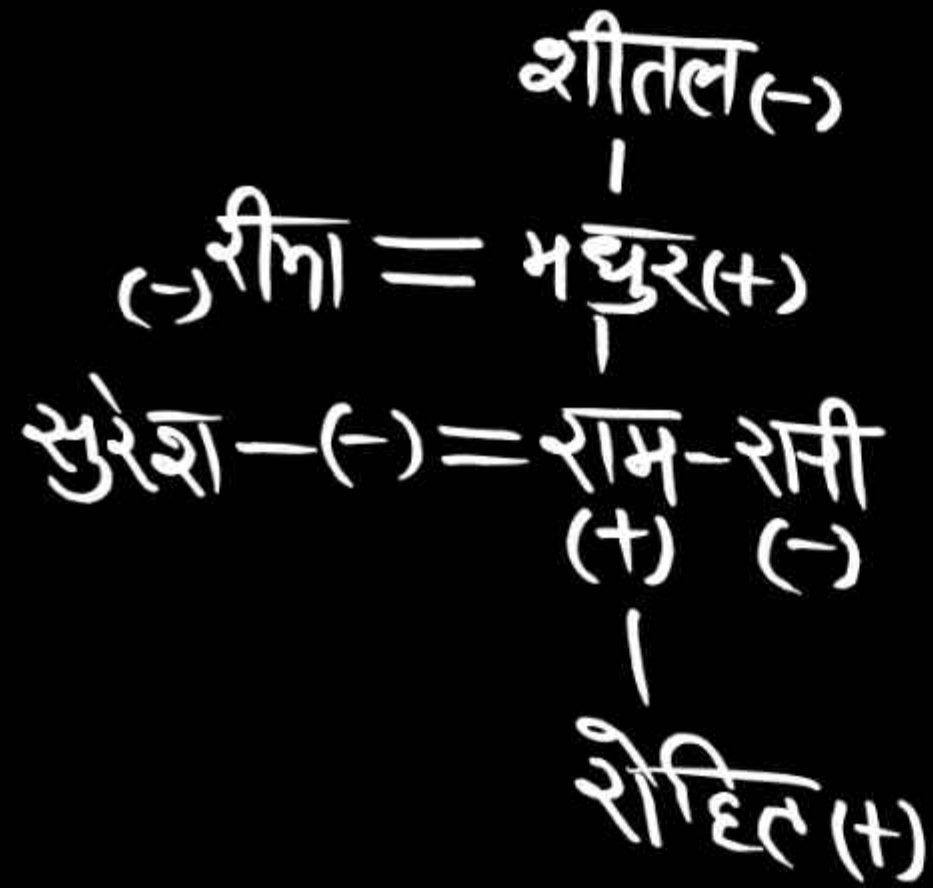 शीतल (-)
|
(-) रीमा = मधुर (+)
|
सुरेश - (-) = राम - रानी
(+) (-)
|
रोहित (+)